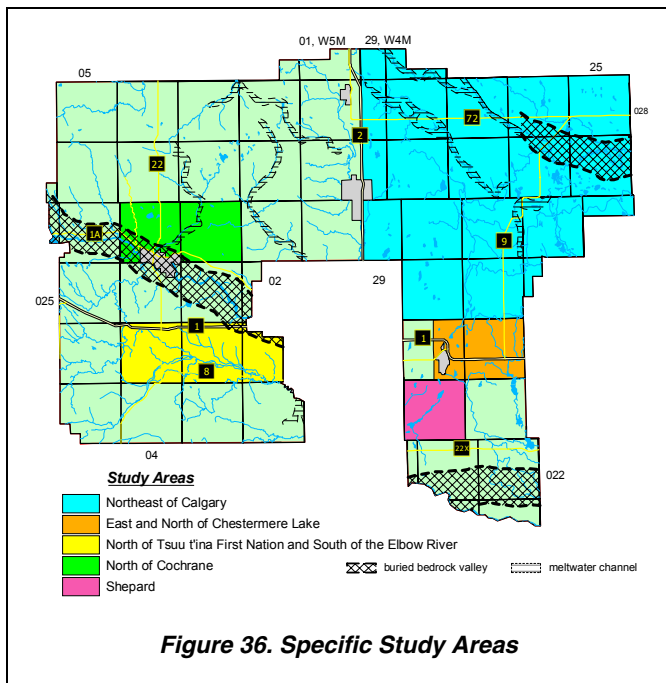 01, W5M
29, W4M
05
25
72
028
2
22
1A
9
02
29
025
1
1
8
04
22X
022
Study Areas
Northeast of Calgary
East and North of Chestermere Lake
North of Tsuu t'ina First Nation and South of the Elbow River
North of Cochrane
buried bedrock valley
meltwater channel
Shepard
Figure 36. Specific Study Areas